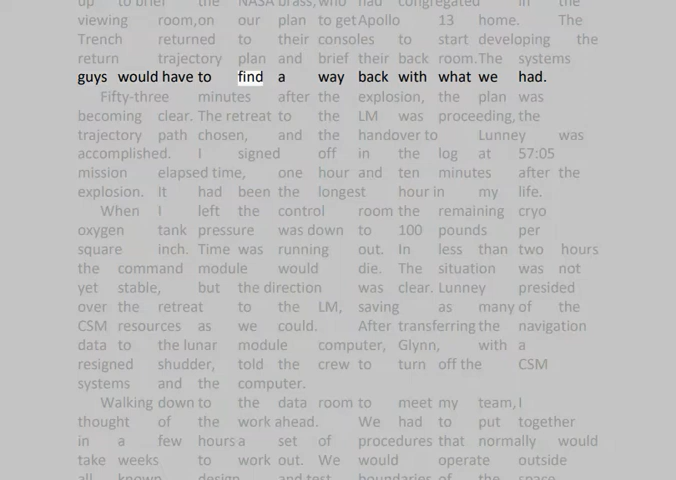 up to brief the NASA brass, who had congregated in the
viewing room,on our plan to get Apollo 13 home. The
Trench returned to their consoles to start developing the
return trajectory plan and brief their back room. The systems
guys would have to find a way back with what we had.
Fifty-three minutes after the explosion, the plan was
becoming clear. The retreat to the LM was proceeding, the
trajectory path chosen, and the handover to Lunney was
accomplished. I signed off in the log at 57:05
mission elapsed time, one hour and ten minutes after the
explosion. It had been the longest hour in my life.
When I left the control room the remaining cryo
oxygen tank pressure was down to 100 pounds per
square inch. Time was running out. In less than two hours
the command module would die. The situation was not
yet stable, but the direction was clear. Lunney presided
over the retreat to the LM, saving as many of the
CSM resources as we could. After transferring the navigation
data to the lunar module computer, Glynn, with a
resigned shudder, told the crew to turn off the CSM
systems and the computer.
Walking down to the data room to meet my team, I
thought of the work ahead. We had to put together
in a few hours a set of procedures that normally would
take weeks to work out. We would operate outside
all known design and test boundaries of the space